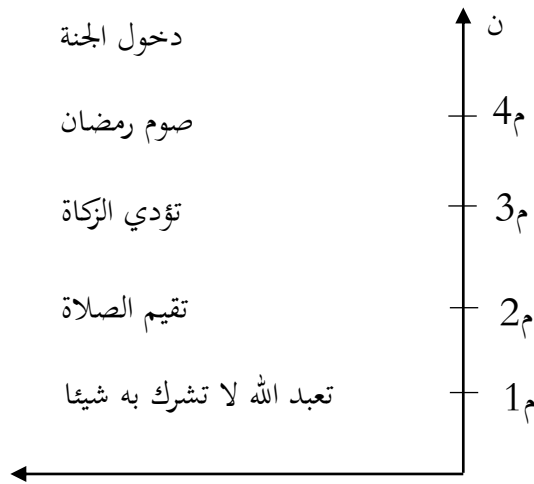 ن
دخول الجنة
م4
صوم رمضان
م3
تؤدي الزكاة
م2
تقيم الصلاة
م1
تعبد الله لا تشرك به شيئا